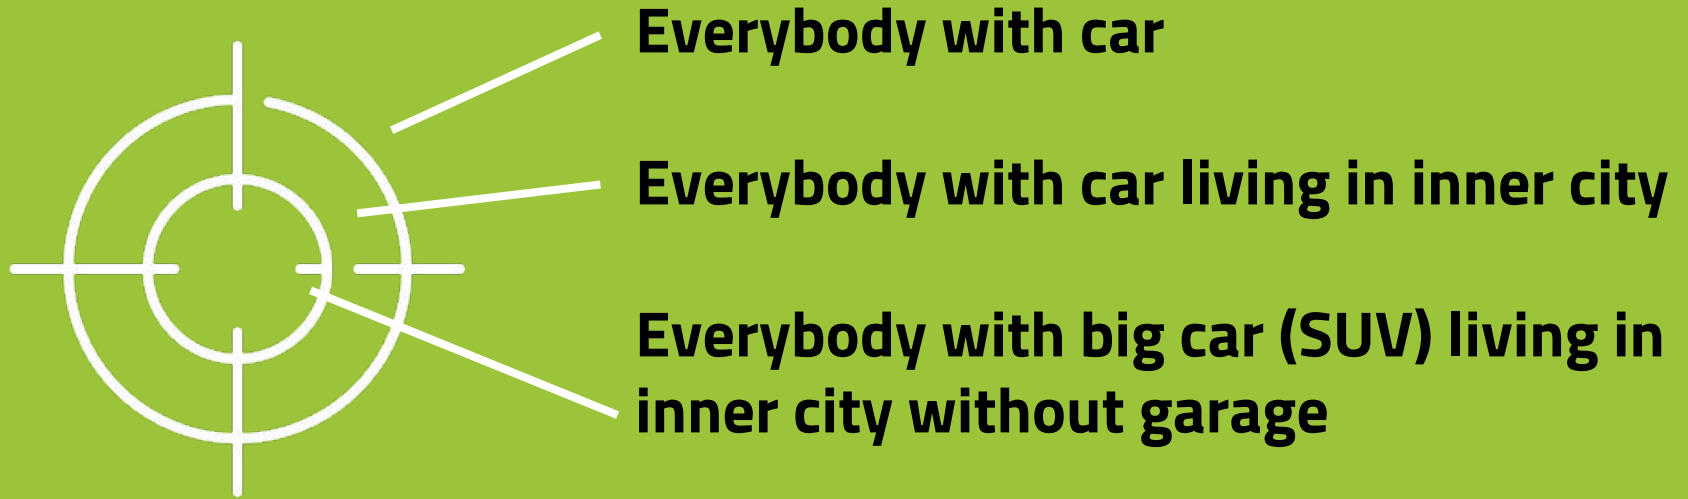 Everybody with car
Everybody with car living in inner city
Everybody with big car (SUV) living in
inner city without garage